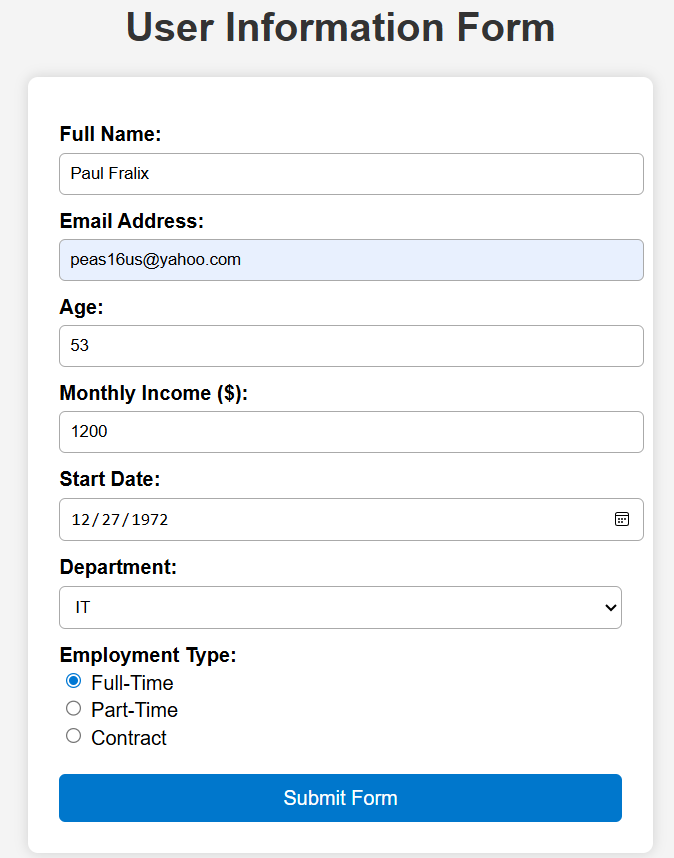 User Information Form
Full Name:
Paul Fralix
Email Address:
peas16us@yahoo.com
Age:
53
Monthly Income ($):
1200
Start Date:
12/27/1972
Department:
IT
Employment Type:
Full-Time
Part-Time
Contract
Submit Form